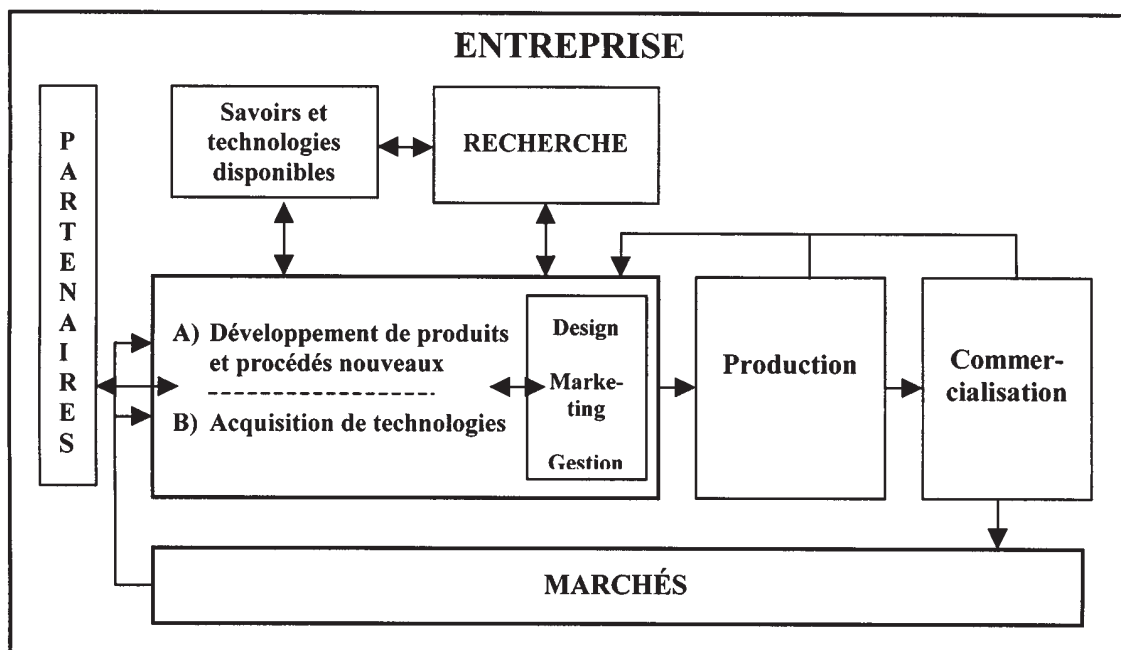 ENTREPRISE
PARTENAIRES
Savoirs et
technologies
disponibles
RECHERCHE
A) Développement de produits
et procédés nouveaux
B) Acquisition de technologies
Design
Marke-
ting
Gestion
Production
Commer-
cialisation
MARCHÉS